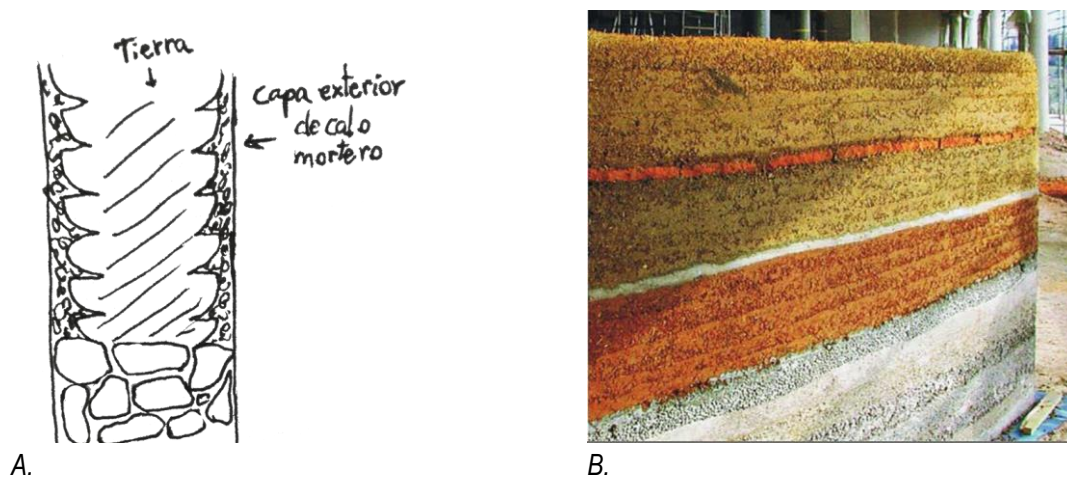 Tierra
capa exterior
de cal o
mortero
A.
B.